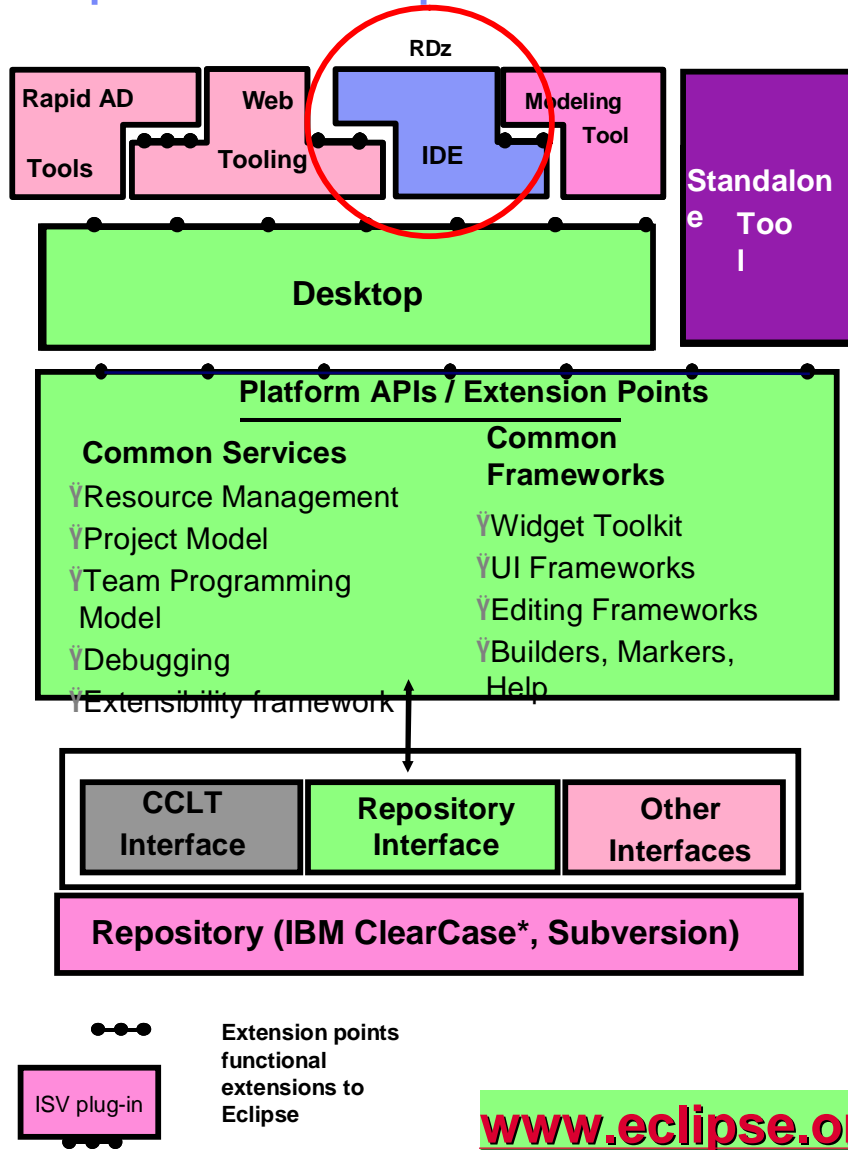 RDz
Rapid AD
Tools
Web
Tooling
IDE
Modeling
Tool
Standalon
e Too
l
Desktop
Platform APIs / Extension Points
Common Services
ŸResource Management
ŸProject Model
ŸTeam Programming
Model
ŸDebugging
ŸExtensibility framework
Common
Frameworks
ŸWidget Toolkit
ŸUI Frameworks
ŸEditing Frameworks
ŸBuilders, Markers,
Help
CCLT
Interface
Repository
Interface
Other
Interfaces
Repository (IBM ClearCase*, Subversion)
Extension points
functional
extensions to
Eclipse
ISV plug-in
www.eclipse.or